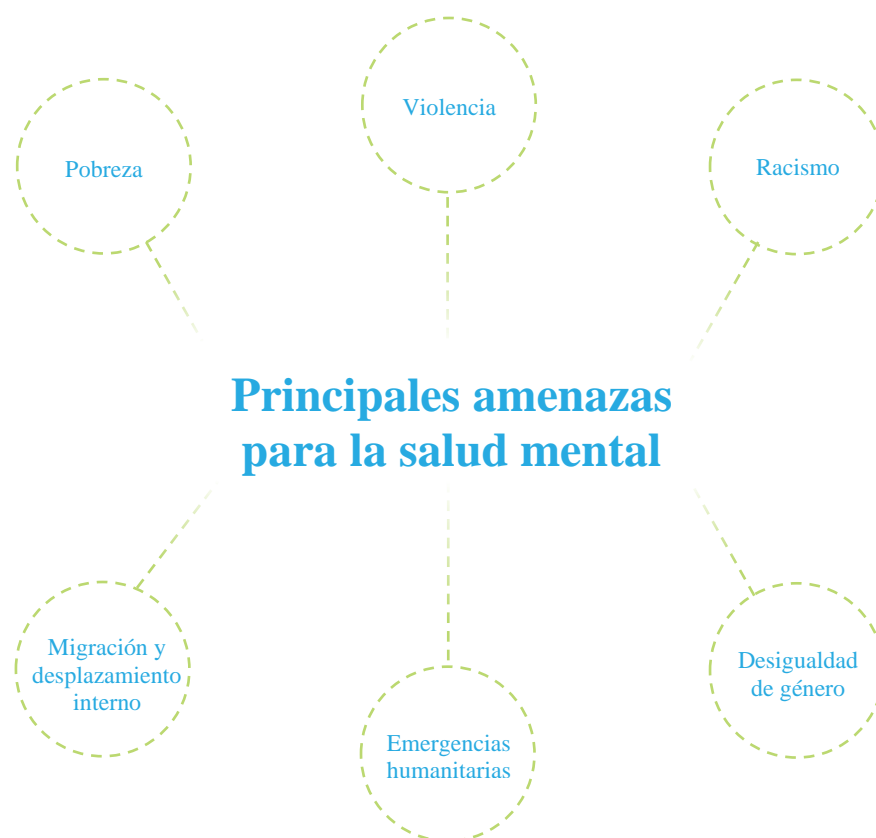 Violencia
Pobreza
Racismo
Principales amenazas
para la salud mental
Migración y
desplazamiento
interno
Desigualdad
de género
Emergencias
humanitarias